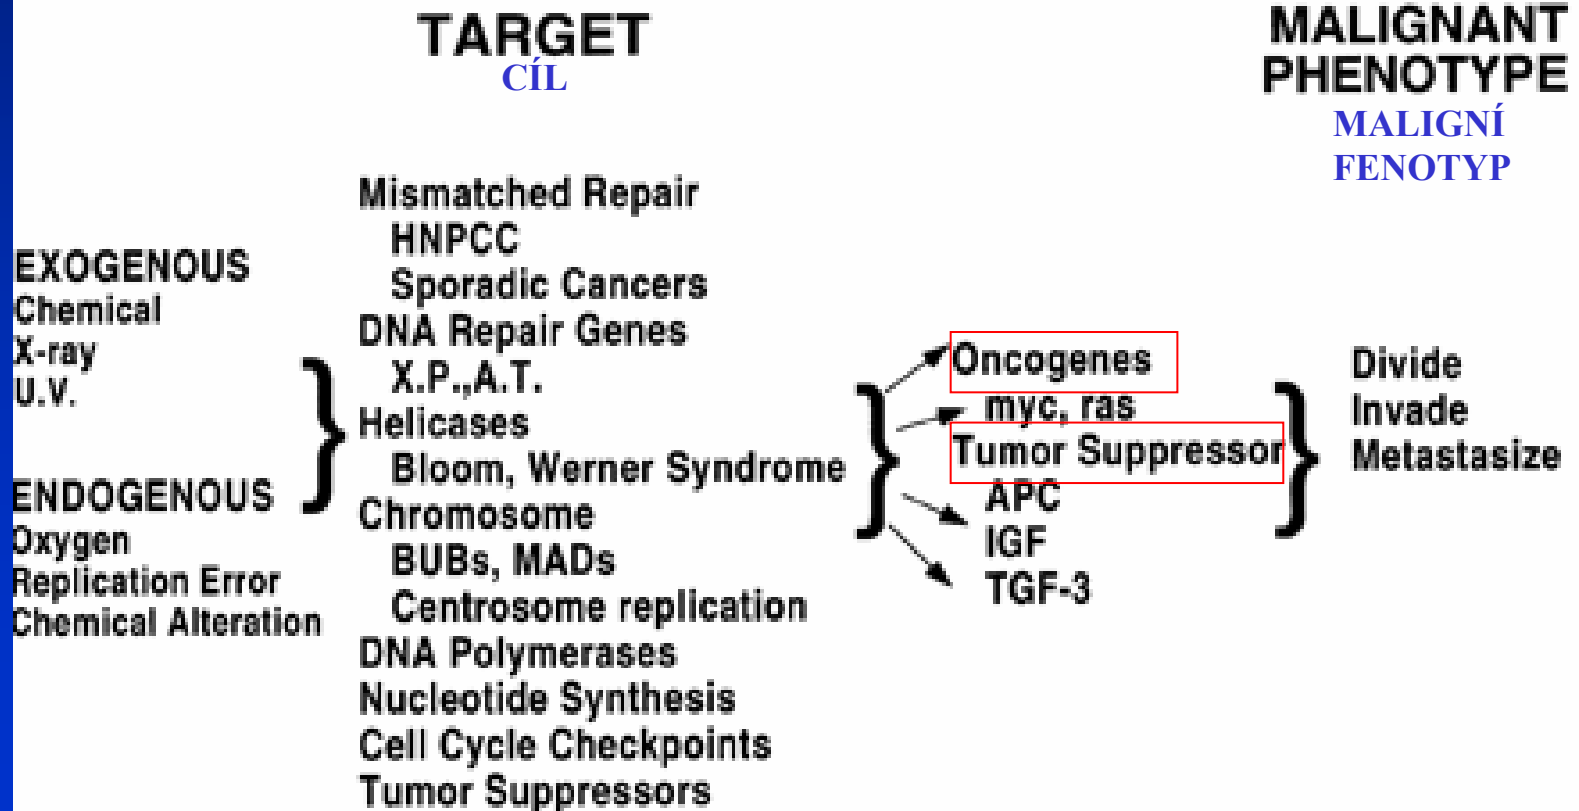 TARGET
CÍL
MALIGNANT
PHENOTYPE
MALIGNÍ
FENOTYP
EXOGENOUS
Chemical
X-ray
U.V.
ENDOGENOUS
Oxygen
Replication Error
Chemical Alteration
Mismatched Repair
HNPCC
Sporadic Cancers
DNA Repair Genes
X.P.,A.T.
Helicases
Bloom, Werner Syndrome
Chromosome
BUBs, MADs
Centrosome replication
DNA Polymerases
Nucleotide Synthesis
Cell Cycle Checkpoints
Tumor Suppressors
Oncogenes
myc, ras
Tumor Suppressor
APC
IGF
TGF-3
Divide
Invade
Metastasize